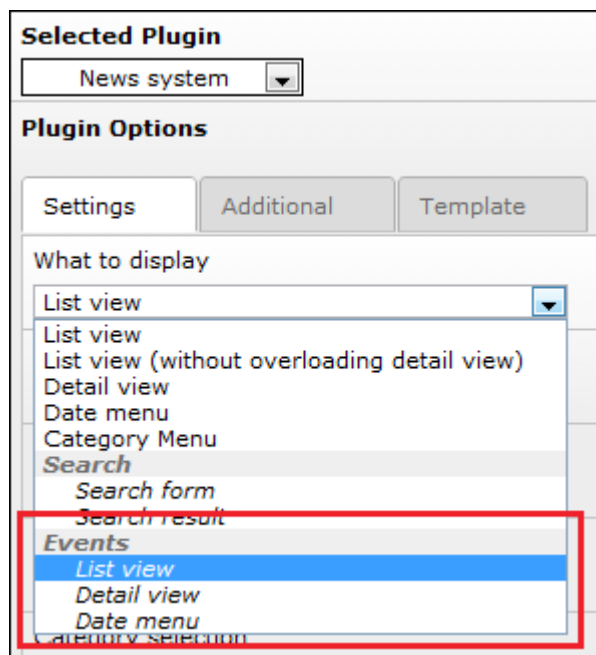 Selected Plugin
News system
Plugin Options
Settings Additional Template
What to display
List view
List view
List view (without overloading detail view)
Detail view
Date menu
Category Menu
Search
Search form
Search result
Events
List view
Detail view
Date menu
Category selection